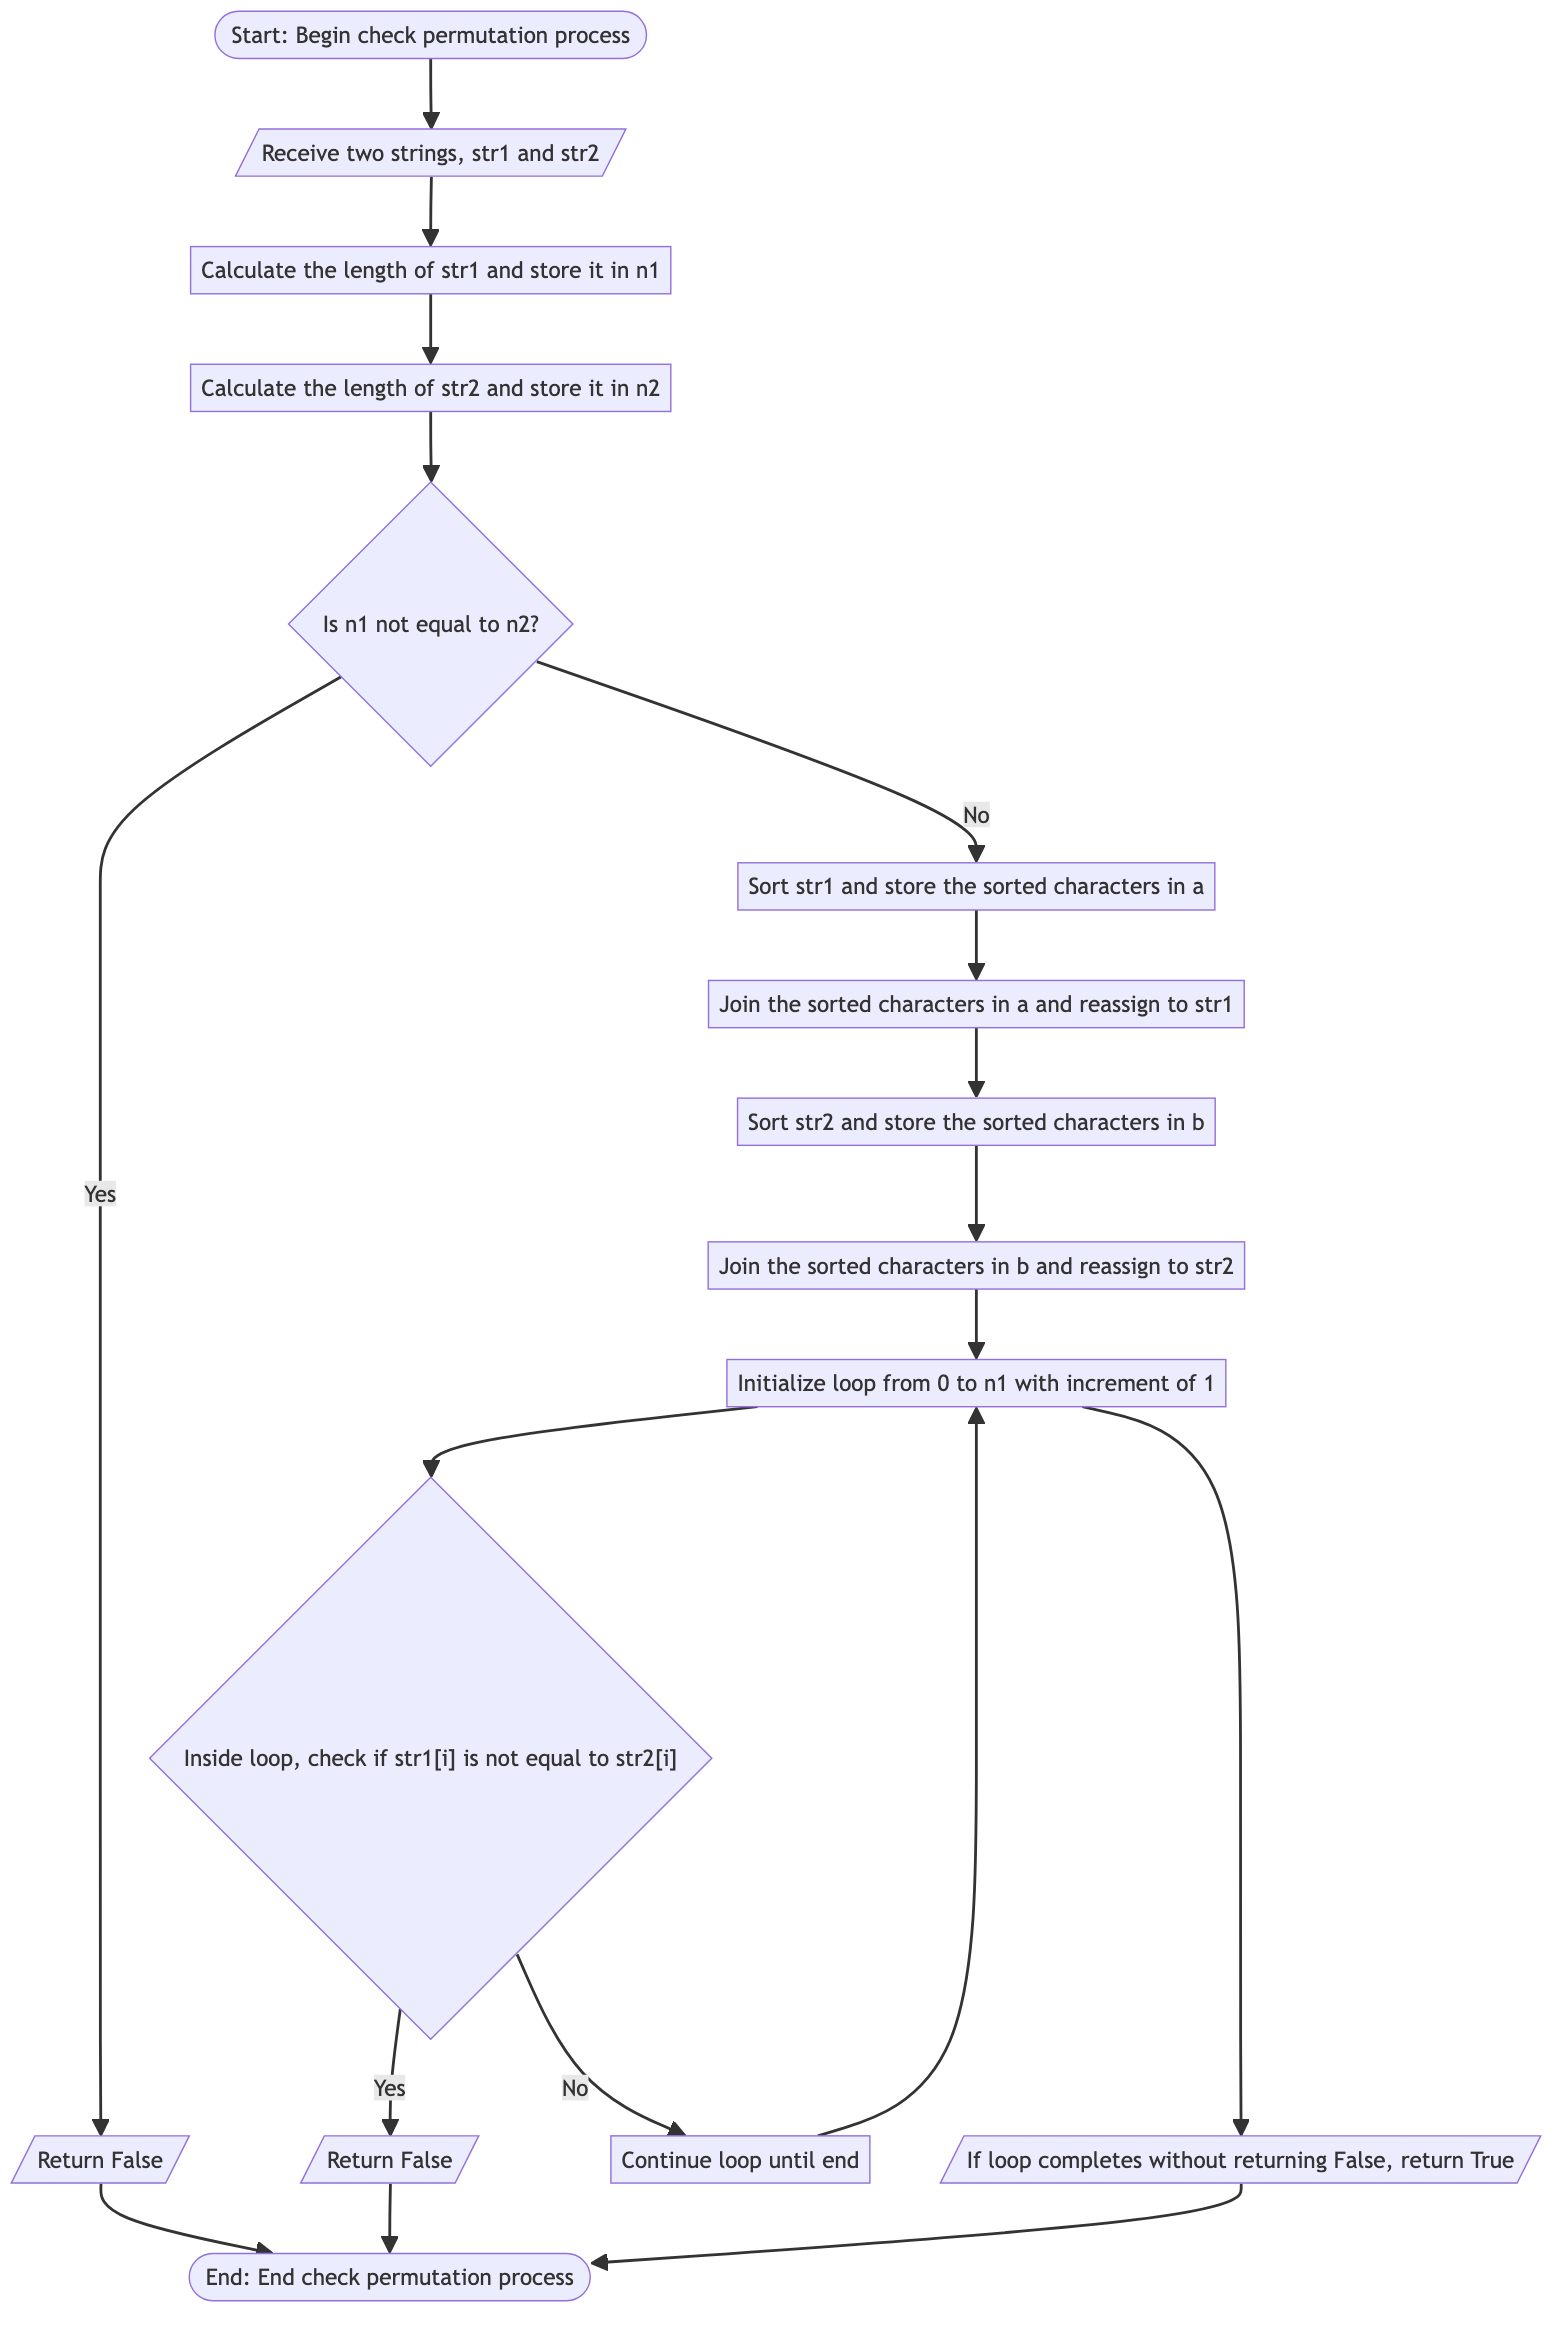 Start: Begin check permutation process
Receive two strings, str1 and str2
Calculate the length of str1 and store it in n1
Calculate the length of str2 and store it in n2
Is n1 not equal to n2?
No
Sort str1 and store the sorted characters in a
Join the sorted characters in a and reassign to str1
Sort str2 and store the sorted characters in b
Yes
Join the sorted characters in b and reassign to str2
Initialize loop from 0 to n1 with increment of 1
Inside loop, check if str1[i] is not equal to str2[i]
Yes
No
Return False
Return False
Continue loop until end
If loop completes without returning False, return True
End: End check permutation process